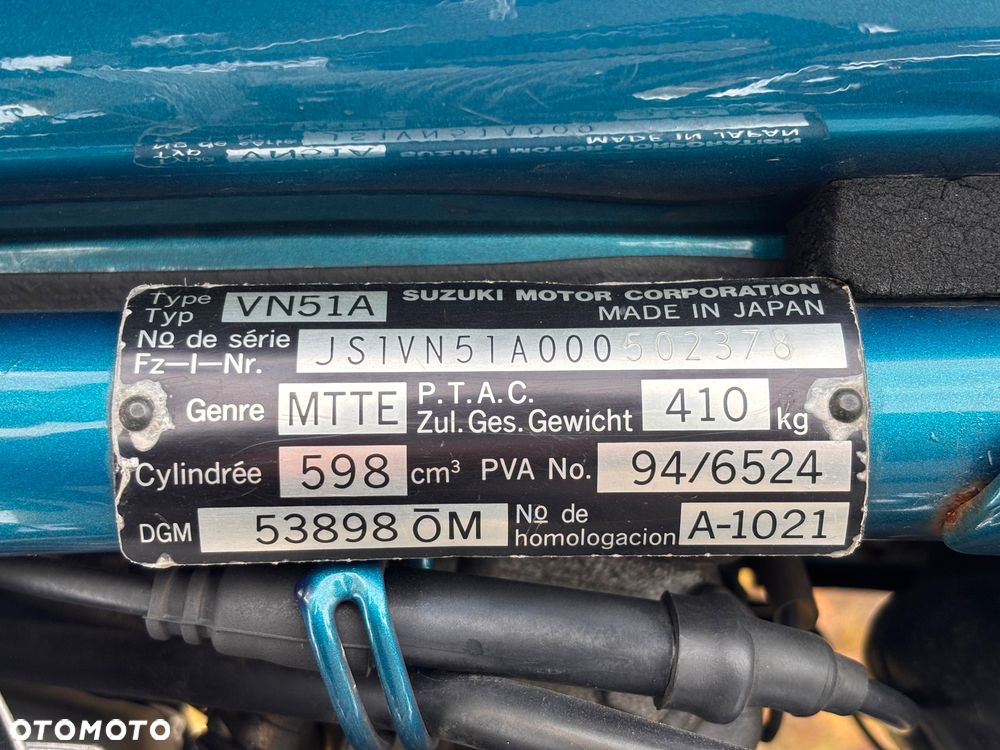 Type VN51A SUZUKI MOTOR CORPORATION
Typ MADE IN JAPAN
No de série JS1VN51A000502378
Fz-I-Nr.
Genre MTTE P.T.A.C. 410 kg
Zul.Ges.Gewicht
Cylindrée 598 cm³ PVA No. 94/6524
DGM 53898 ŌM No de homologacion A-1021
OTOMOTO